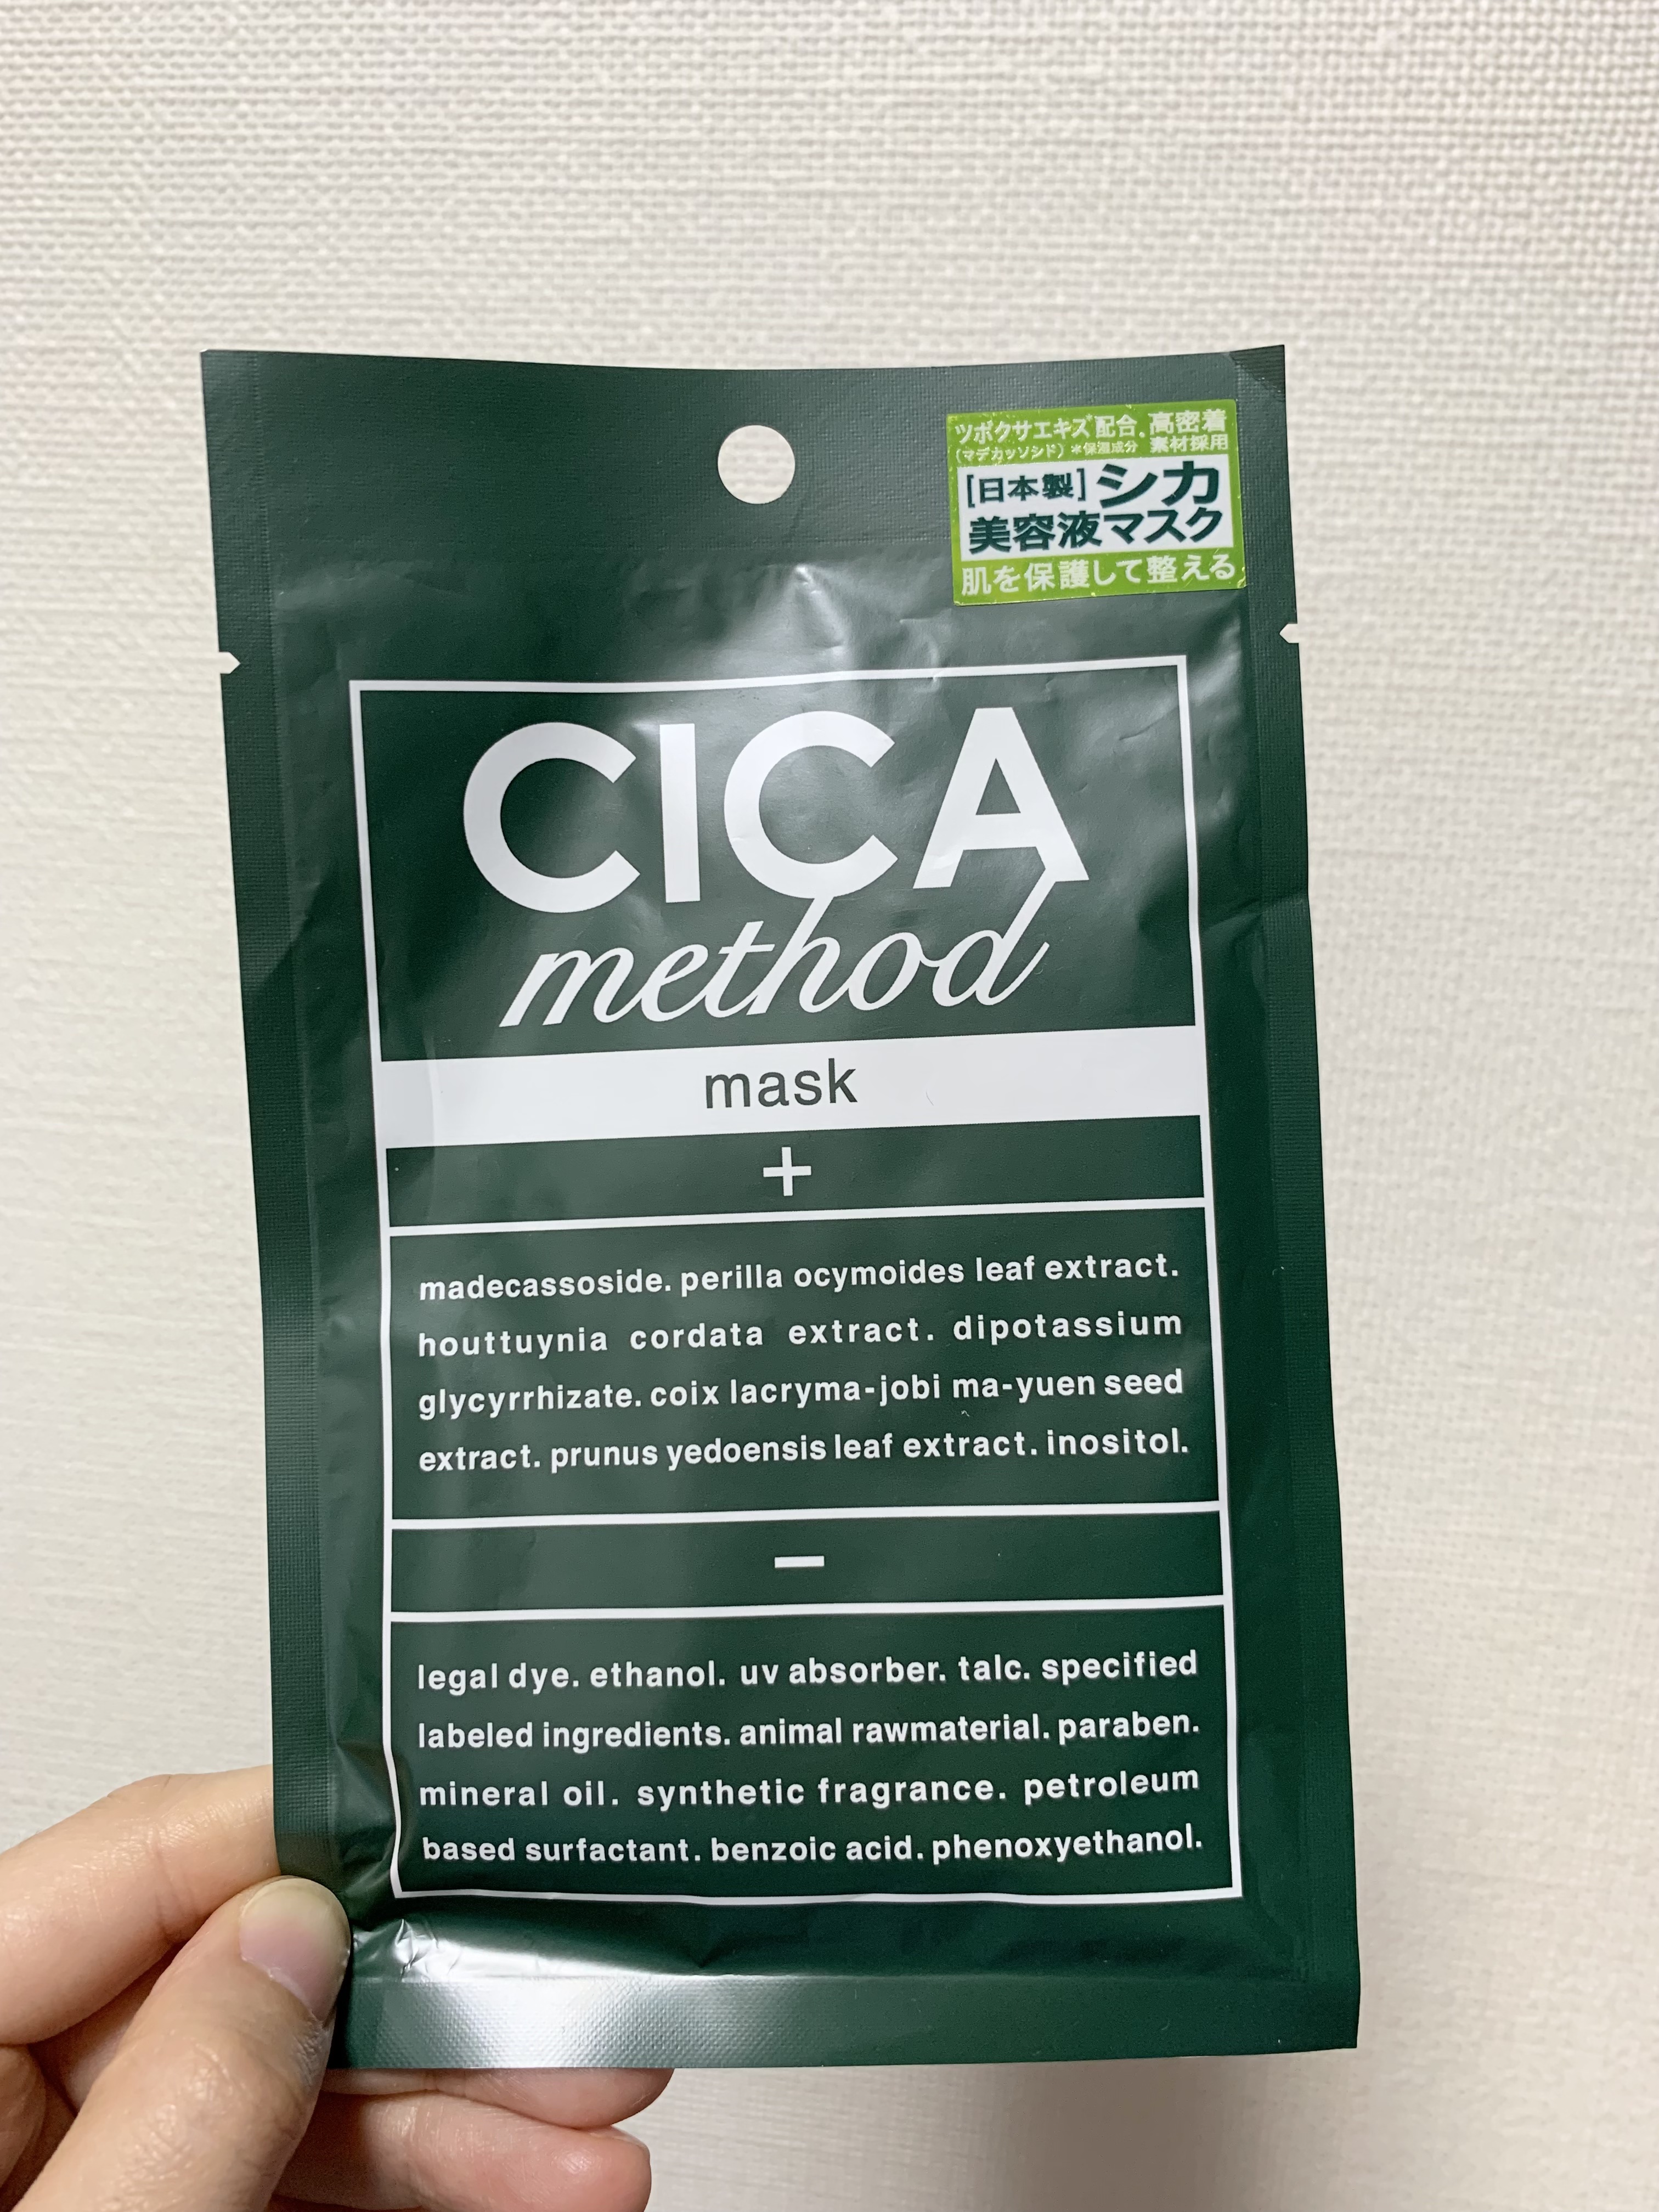 ツボクサエキス配合。高密着
(マデカッソシド)*保湿成分 素材採用
[日本製]シカ
美容液マスク
肌を保護して整える
CICA
method
mask
+
madecassoside. perilla ocymoides leaf extract.
houttuynia cordata extract. dipotassium
glycyrrhizate. coix lacryma-jobi ma-yuen seed
extract. prunus yedoensis leaf extract. inositol.
−
legal dye. ethanol. uv absorber. talc. specified
labeled ingredients. animal rawmaterial. paraben.
mineral oil. synthetic fragrance. petroleum
based surfactant. benzoic acid. phenoxyethanol.